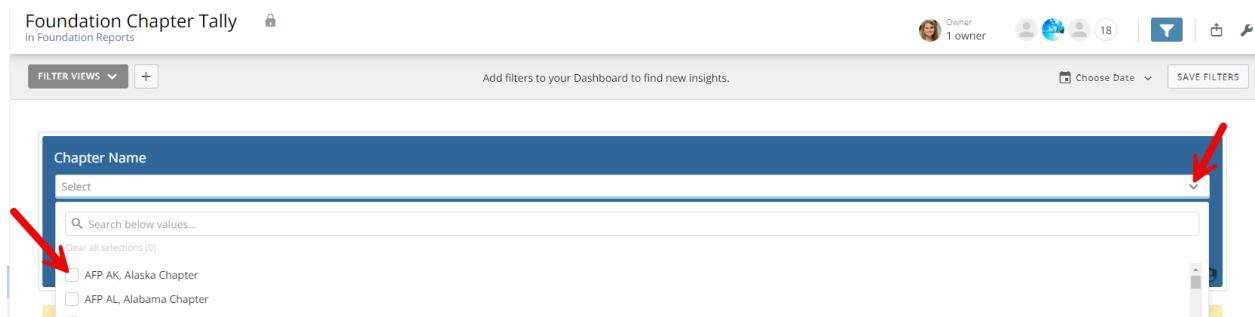 Foundation Chapter Tally
in Foundation Reports
Owner
1 owner
18
FILTER VIEWS
+
Add filters to your Dashboard to find new insights.
Choose Date
SAVE FILTERS
Chapter Name
Select
Search below values...
Clear all selections (0)
AFP AK, Alaska Chapter
AFP AL, Alabama Chapter